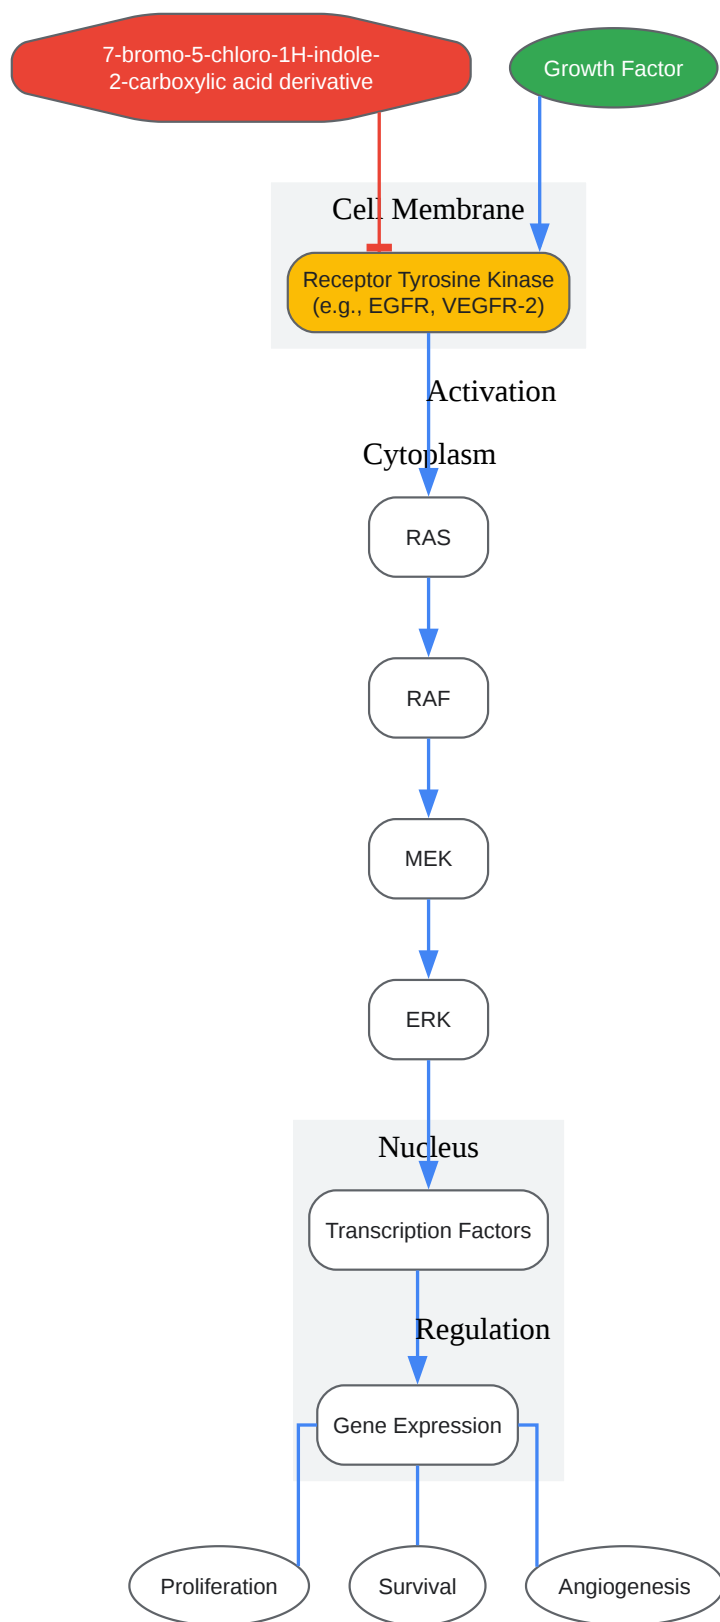 7-bromo-5-chloro-1H-indole-
2-carboxylic acid derivative
Growth Factor
Cell Membrane
Receptor Tyrosine Kinase
(e.g., EGFR, VEGFR-2)
Activation
Cytoplasm
RAS
RAF
MEK
ERK
Nucleus
Transcription Factors
Regulation
Gene Expression
Proliferation
Survival
Angiogenesis